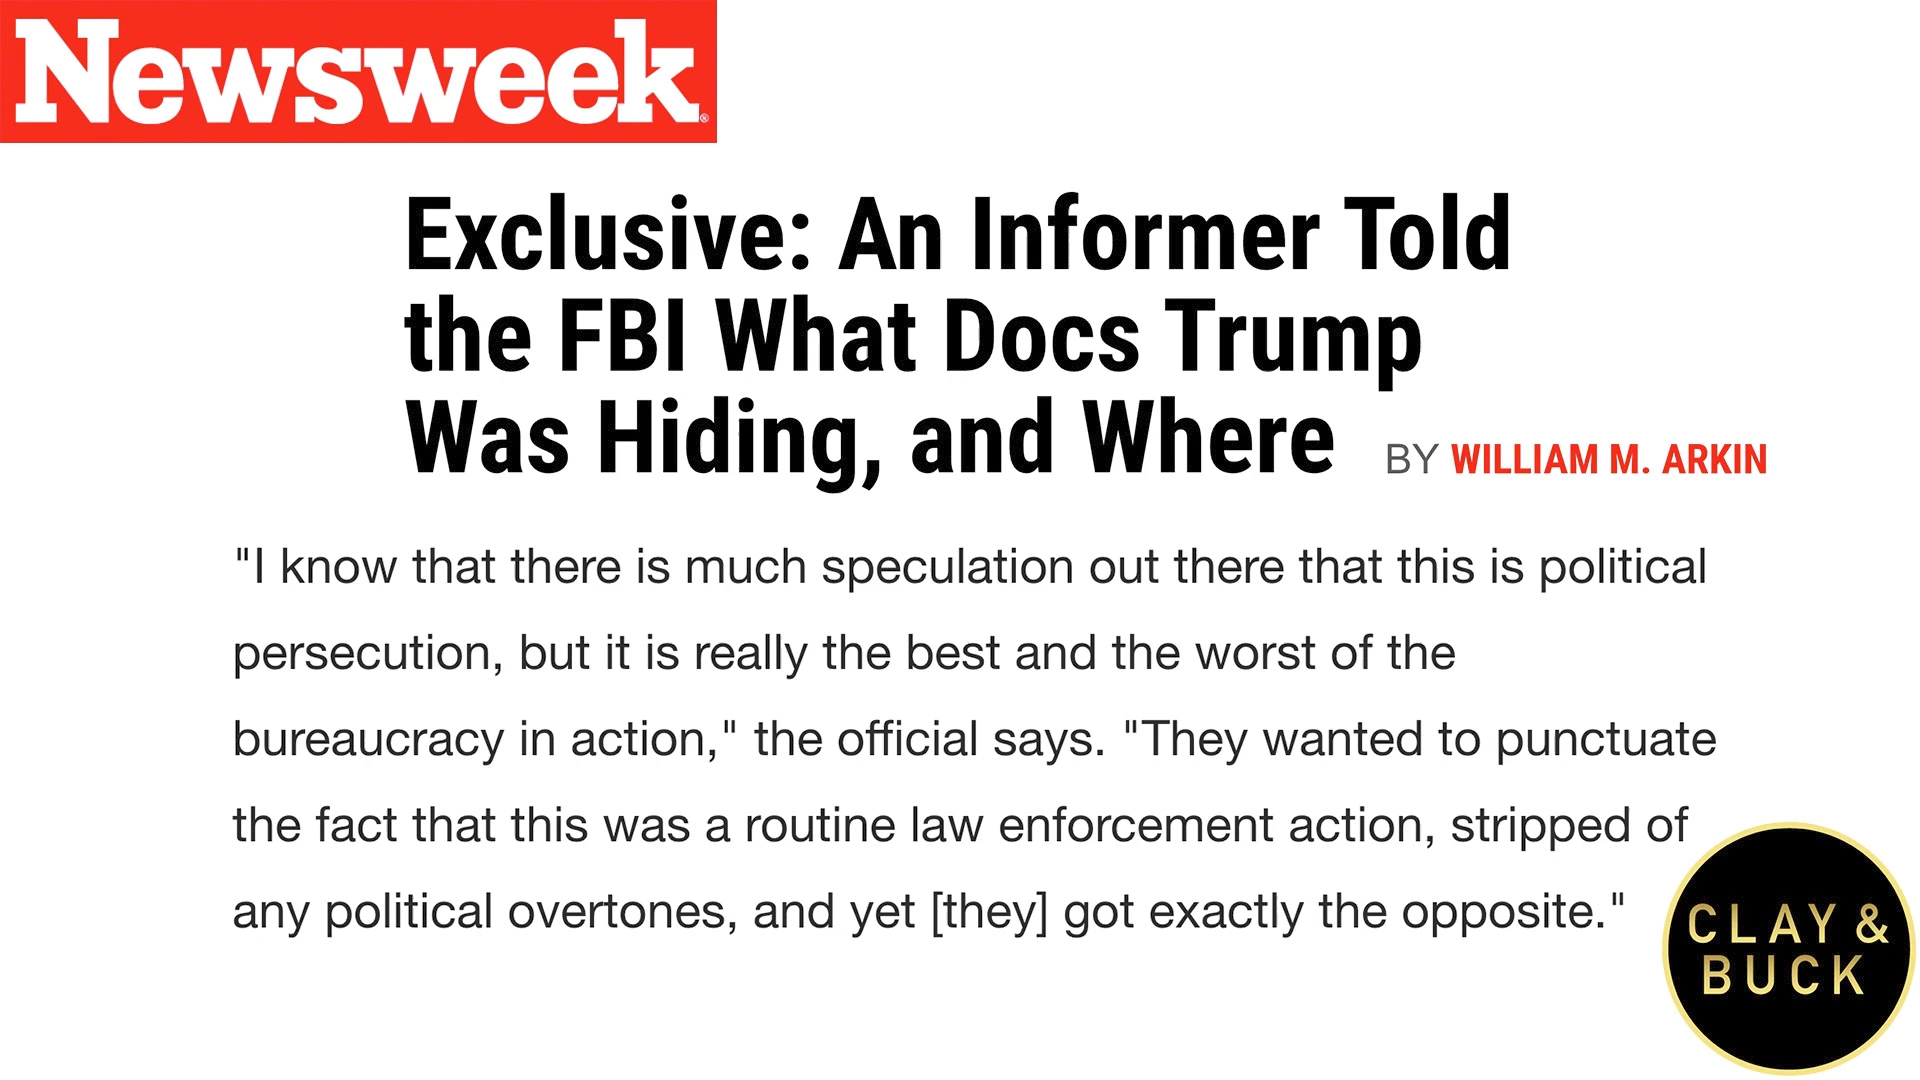 Newsweek®
Exclusive: An Informer Told
the FBI What Docs Trump
Was Hiding, and Where
BY WILLIAM M. ARKIN
"I know that there is much speculation out there that this is political
persecution, but it is really the best and the worst of the
bureaucracy in action," the official says. "They wanted to punctuate
the fact that this was a routine law enforcement action, stripped of
any political overtones, and yet [they] got exactly the opposite."
CLAY &
BUCK